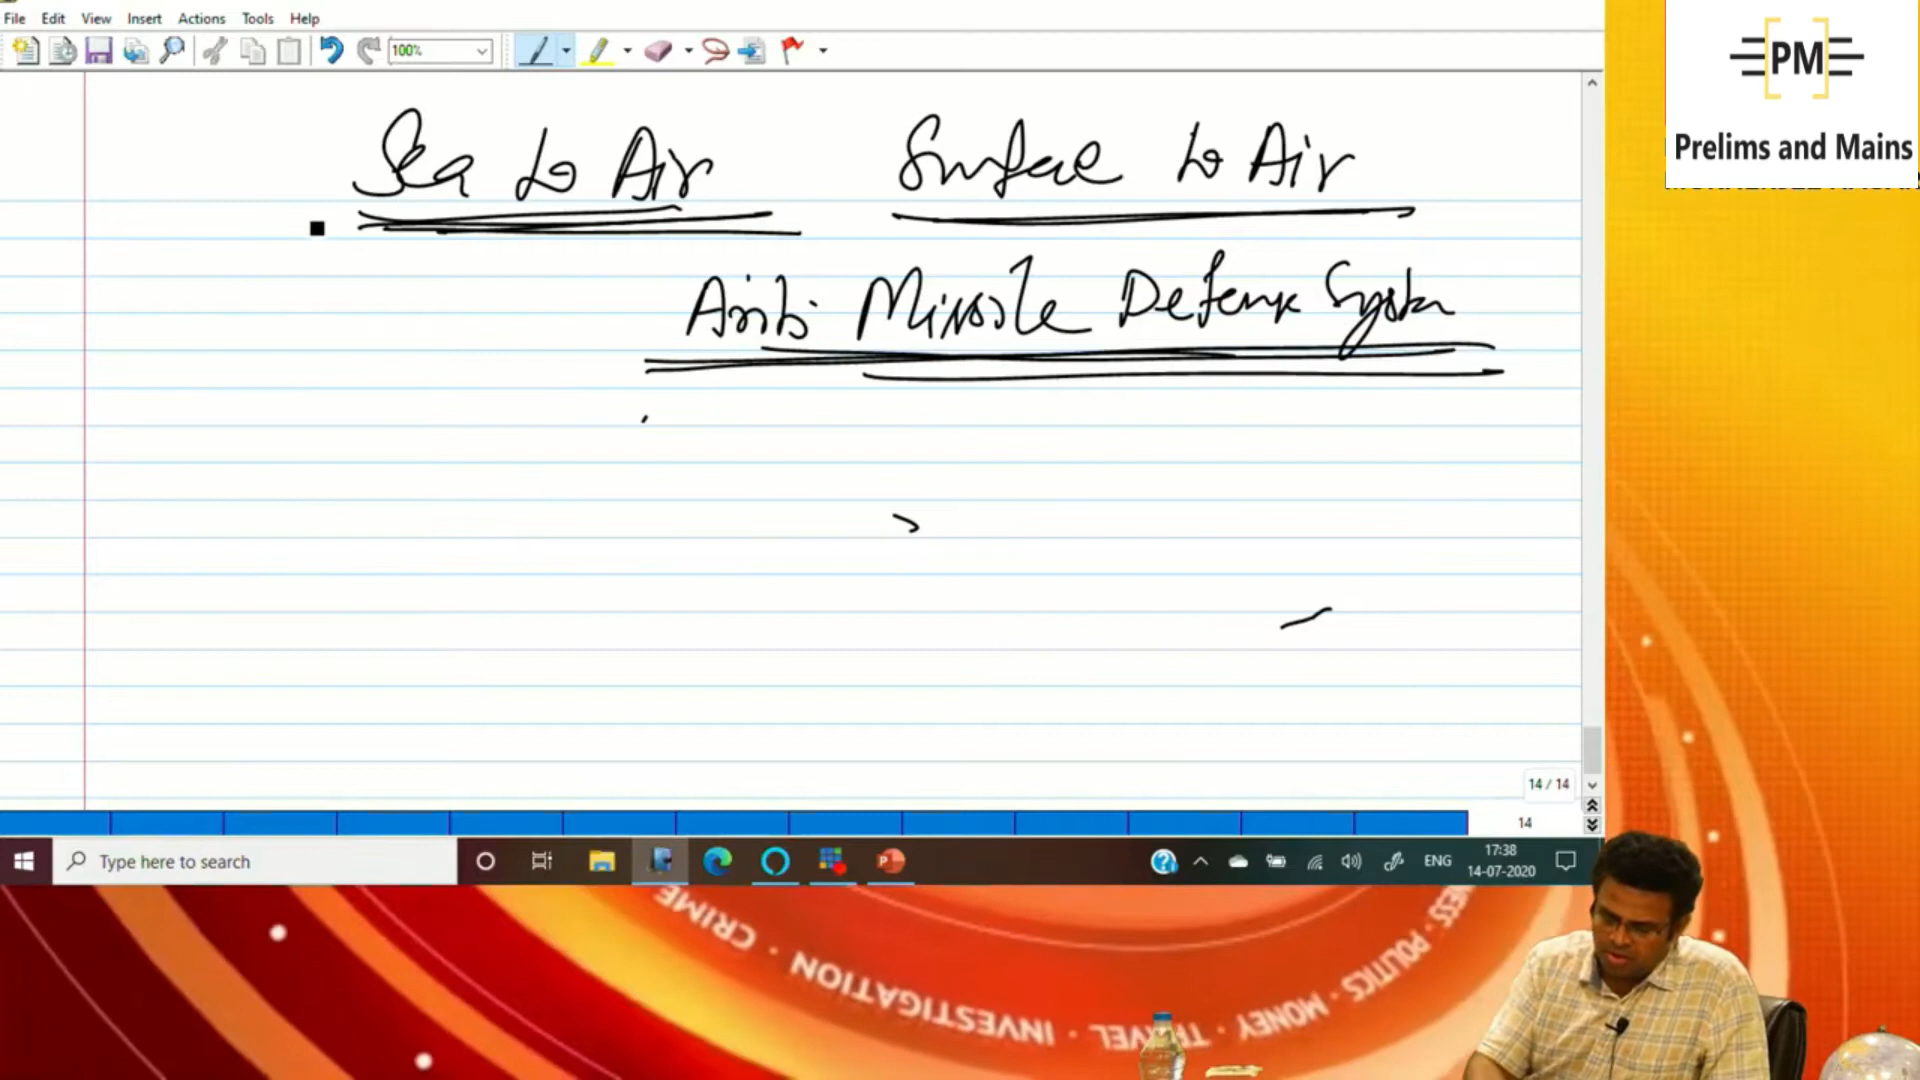 File Edit View Insert Actions Tools Help
100%
Sea to Air Surface to Air
Anti Missile Defense System
14 / 14
14
Type here to search
ENG
17:38
14-07-2020
PM
Prelims and Mains
CRIME · INVESTIGATION · TRAVEL · MONEY · POLITICS ·